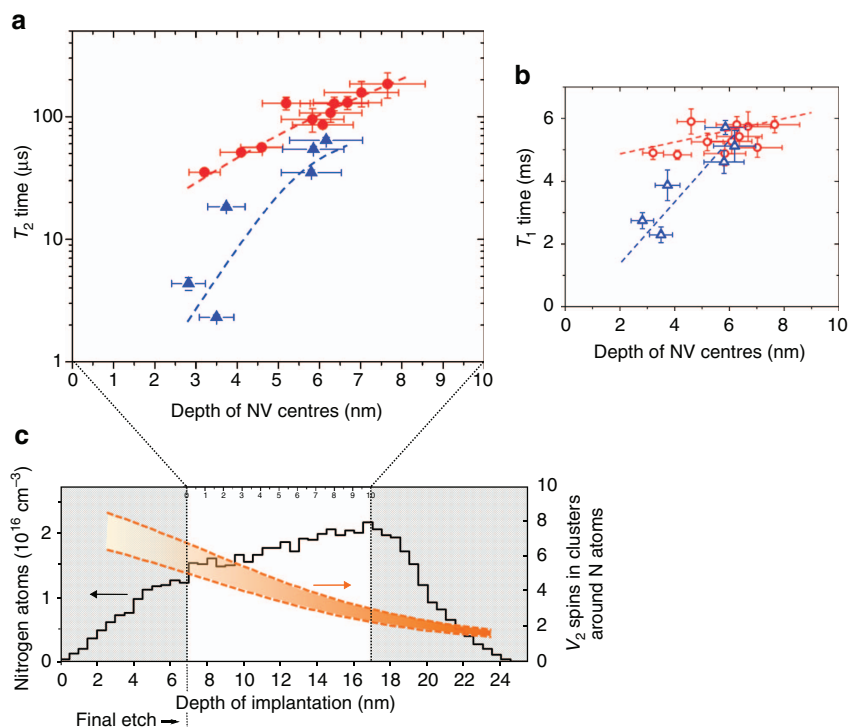 a
100
10
1
T2 time (µs)
0 1 2 3 4 5 6 7 8 9 10
Depth of NV centres (nm)
b
6
4
2
0
T1 time (ms)
0 2 4 6 8 10
Depth of NV centres (nm)
c
2
1
0
Nitrogen atoms (10¹⁶ cm⁻³)
0 1 2 3 4 5 6 7 8 9 10
10
8
6
4
2
0
V2 spins in clusters
around N atoms
0 2 4 6 8 10 12 14 16 18 20 22 24
Depth of implantation (nm)
Final etch